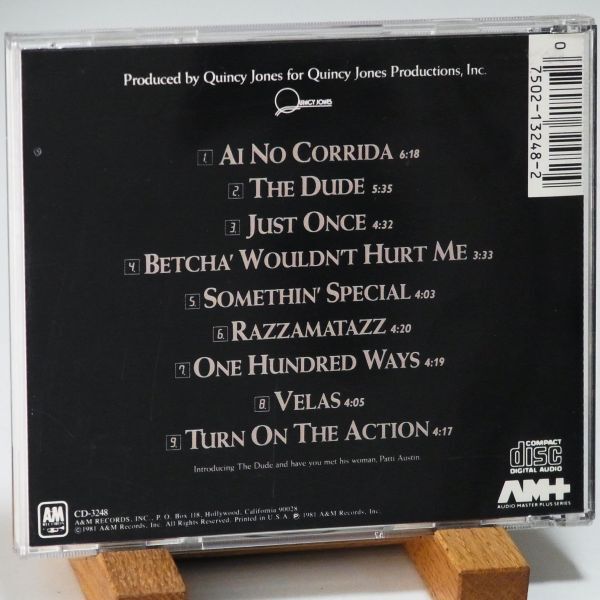 Produced by Quincy Jones for Quincy Jones Productions, Inc.
QUINCY JONES
1. AI NO CORRIDA 6:18
2. THE DUDE 5:35
3. JUST ONCE 4:32
4. BETCHA' WOULDN'T HURT ME 3:33
5. SOMETHIN' SPECIAL 4:03
6. RAZZAMATAZZ 4:20
7. ONE HUNDRED WAYS 4:19
8. VELAS 4:05
9. TURN ON THE ACTION 4:17
Introducing The Dude and have you met his woman, Patti Austin.
0 7502-13248-2
COMPACT
disc
DIGITAL AUDIO
AM+
AUDIO MASTER PLUS SERIES
A&M
RECORDS
CD-3248
A&M RECORDS, INC., P.O. Box 118, Hollywood, California 90028
©1981 A&M Records, Inc. All Rights Reserved. Printed in U.S.A. ℗ 1981 A&M Records, Inc.